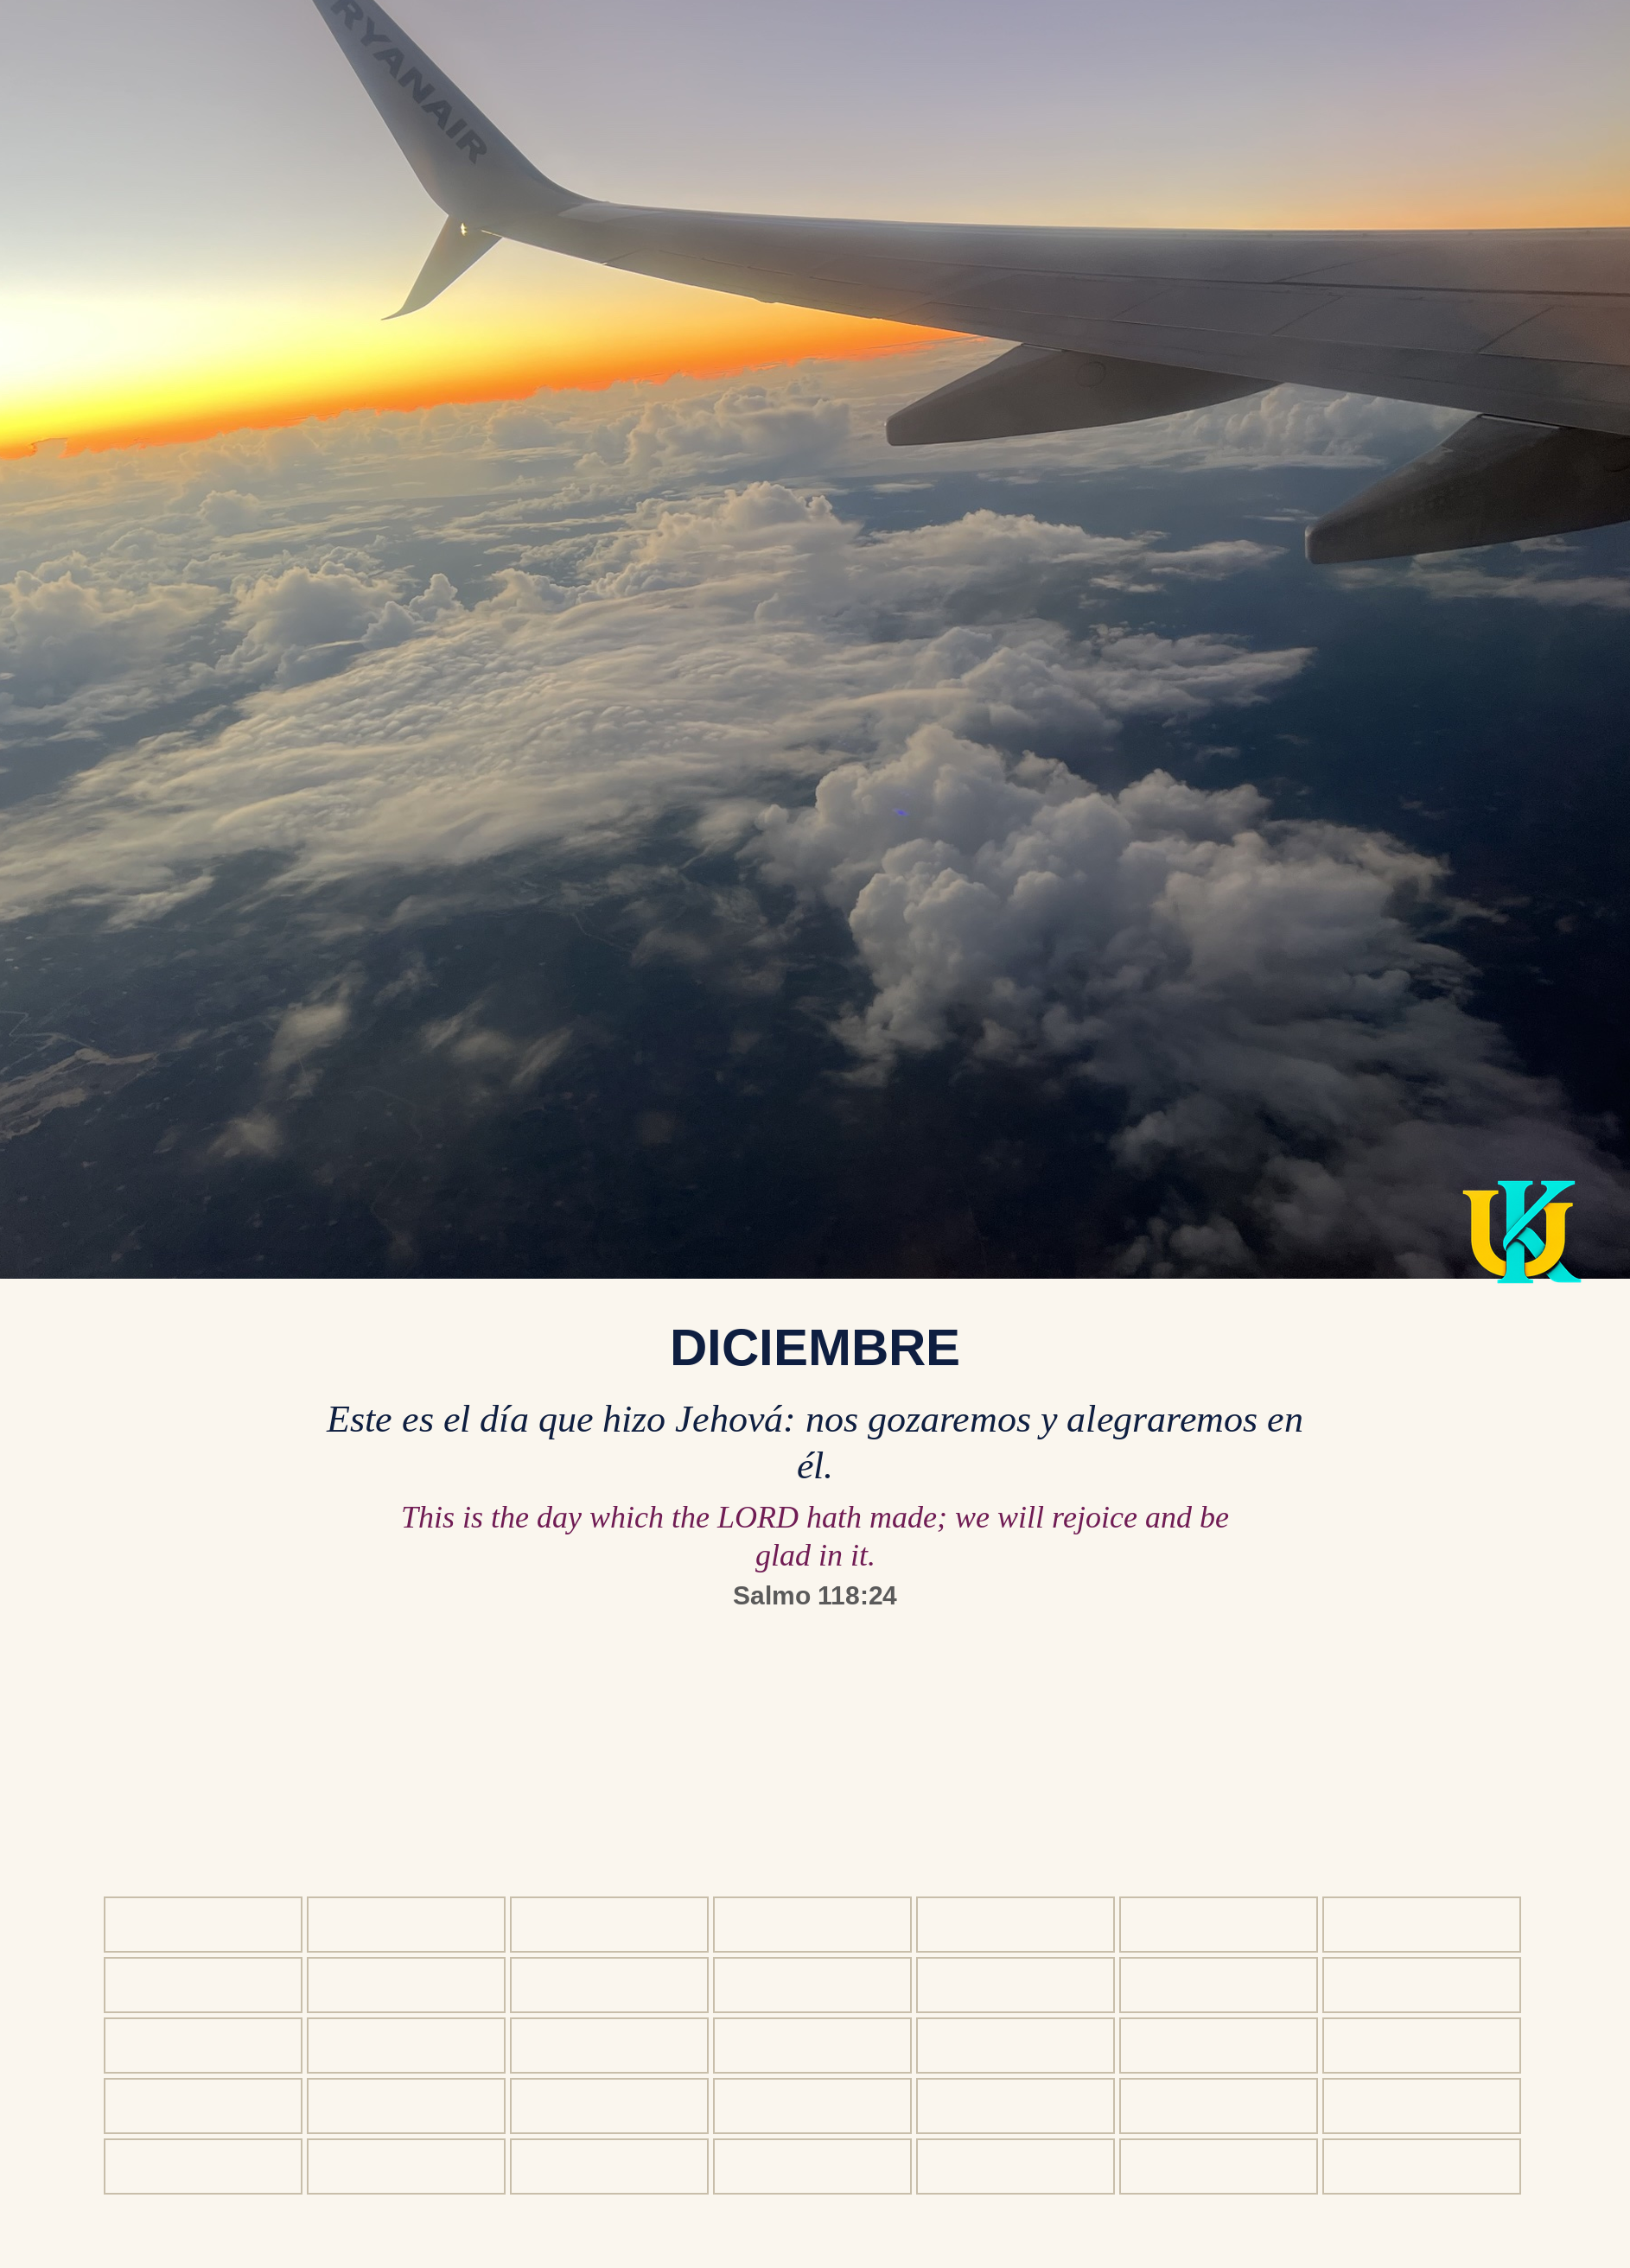 RYANAIR
UK
DICIEMBRE
Este es el día que hizo Jehová: nos gozaremos y alegraremos en
él.
This is the day which the LORD hath made; we will rejoice and be
glad in it.
Salmo 118:24